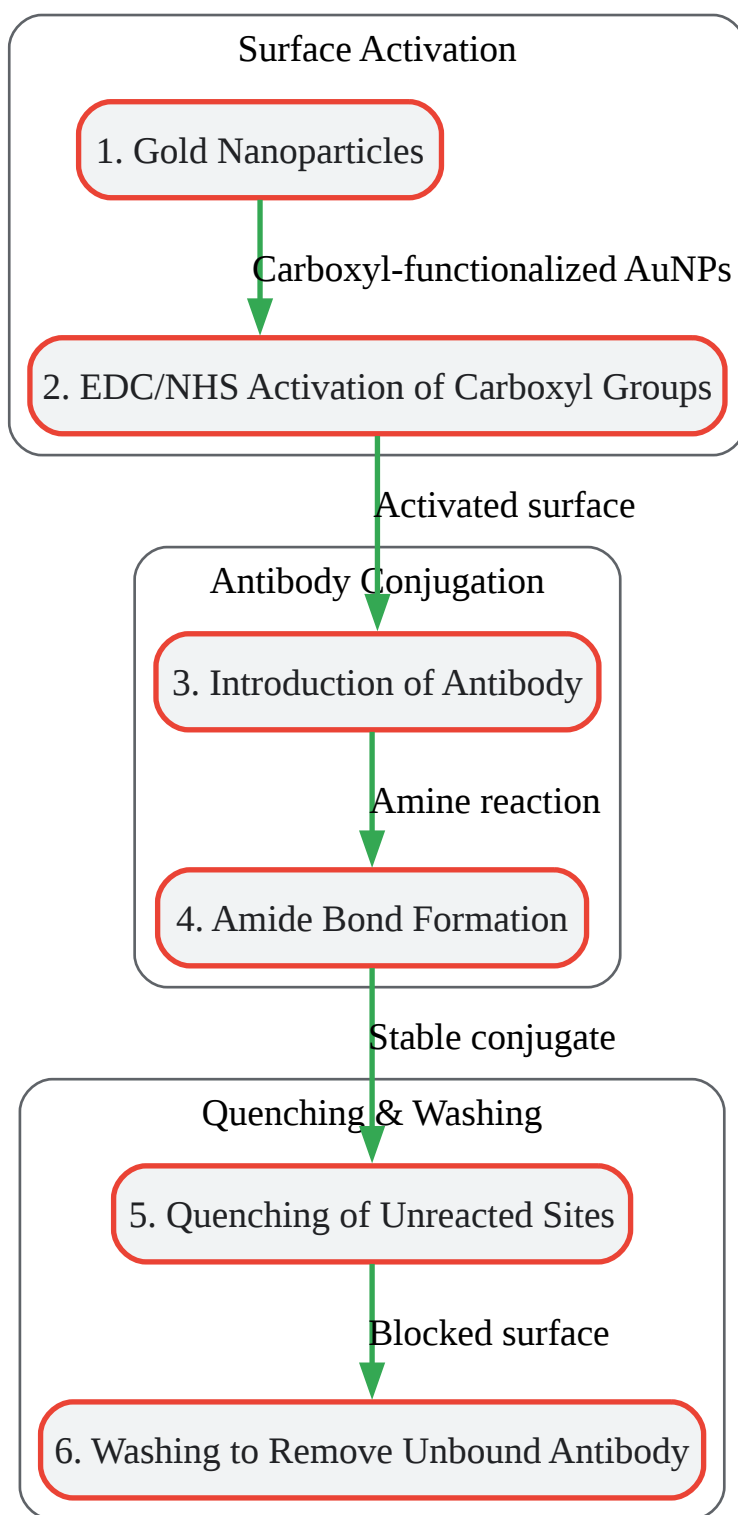 Surface Activation
1. Gold Nanoparticles
Carboxyl-functionalized AuNPs
2. EDC/NHS Activation of Carboxyl Groups
Activated surface
Antibody Conjugation
3. Introduction of Antibody
Amine reaction
4. Amide Bond Formation
Stable conjugate
Quenching & Washing
5. Quenching of Unreacted Sites
Blocked surface
6. Washing to Remove Unbound Antibody